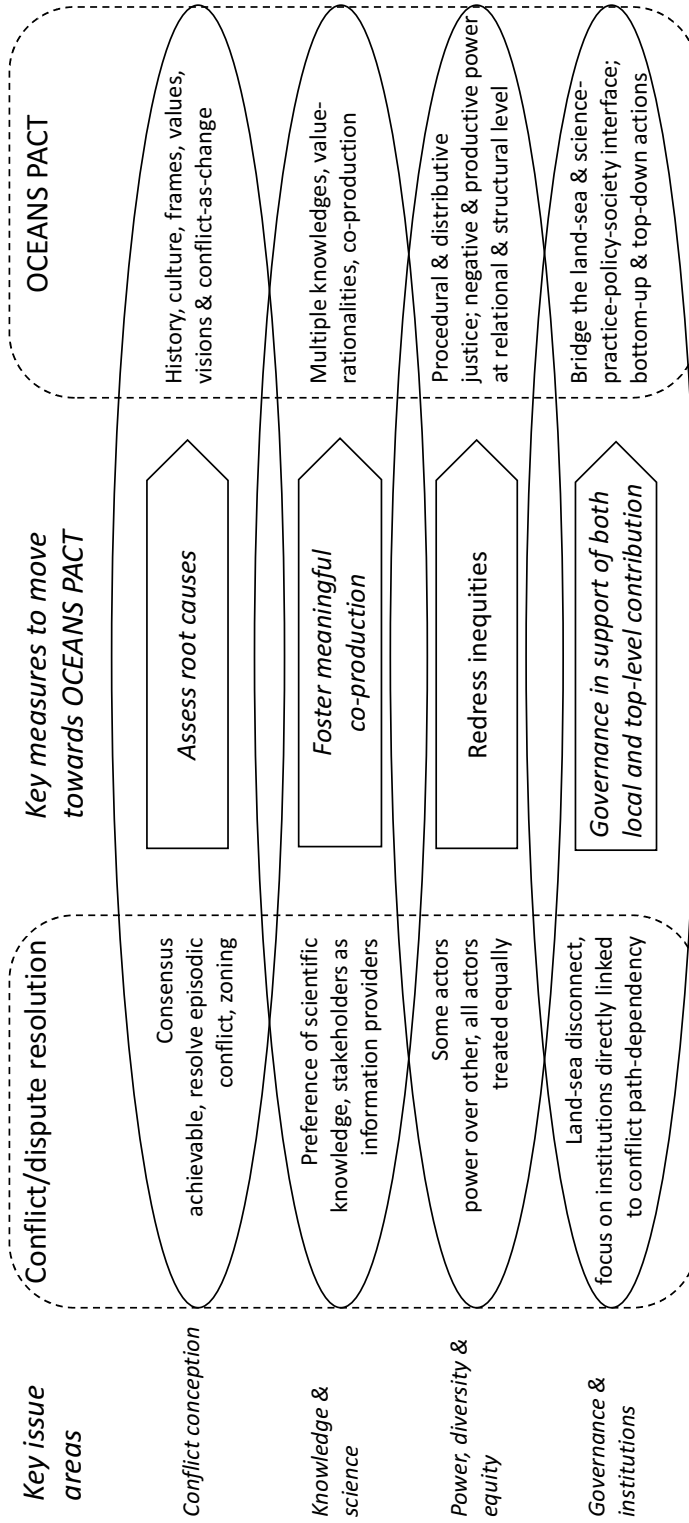 Key issue
areas
Conflict/dispute resolution
Key measures to move
towards OCEANS PACT
OCEANS PACT
Conflict conception
Consensus
achievable, resolve episodic
conflict, zoning
Assess root causes
History, culture, frames, values,
visions & conflict-as-change
Knowledge &
science
Preference of scientific
knowledge, stakeholders as
information providers
Foster meaningful
co-production
Multiple knowledges, value-
rationalities, co-production
Power, diversity &
equity
Some actors
power over other, all actors
treated equally
Redress inequities
Procedural & distributive
justice; negative & productive power
at relational & structural level
Governance &
institutions
Land-sea disconnect,
focus on institutions directly linked
to conflict path-dependency
Governance in support of both
local and top-level contribution
Bridge the land-sea & science-
practice-policy-society interface;
bottom-up & top-down actions